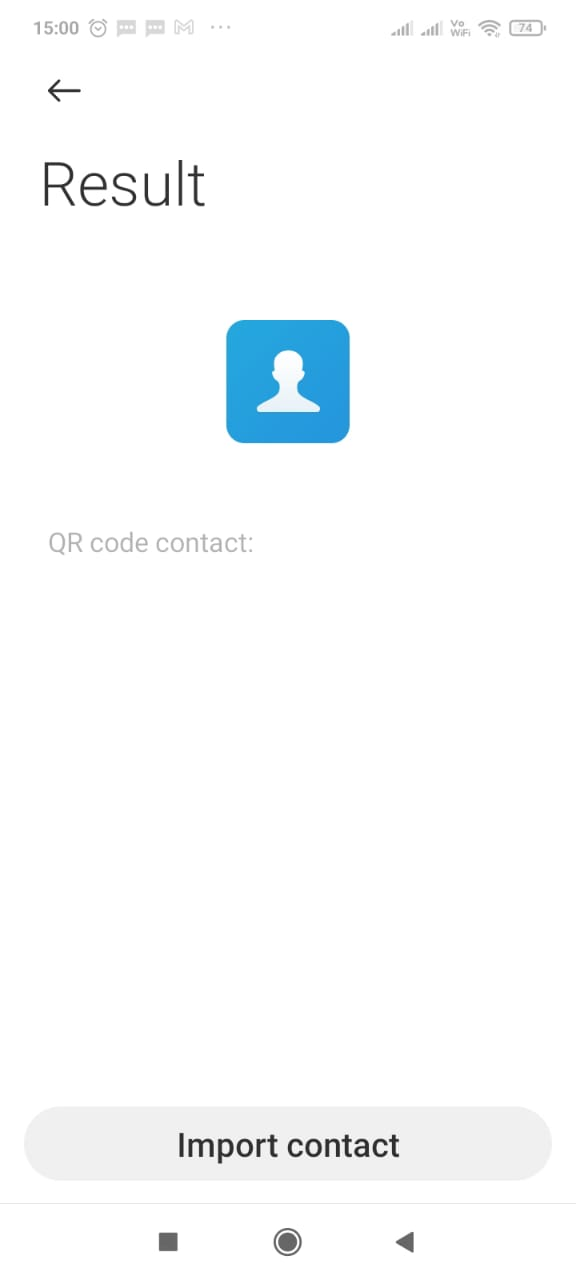 15:00
Vo
WiFi
74
Result
QR code contact:
Import contact